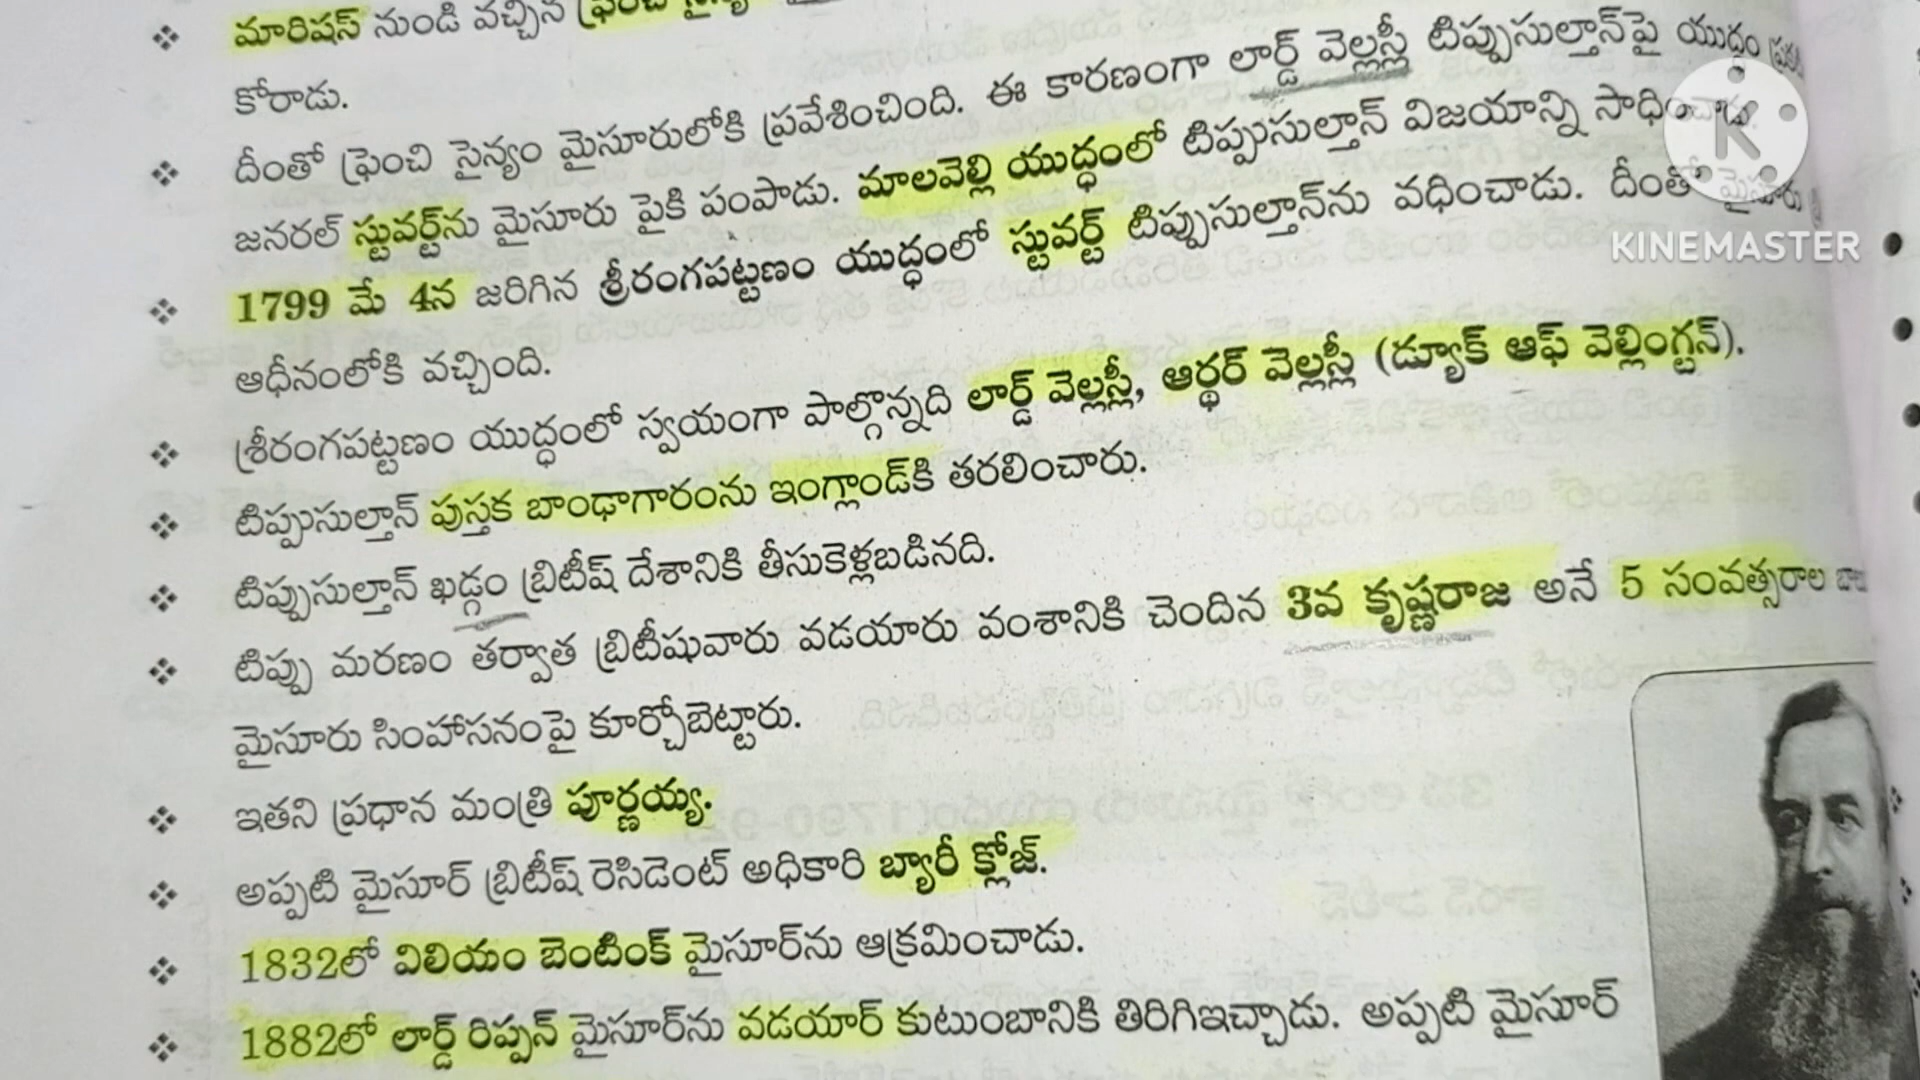 ❖ మారిషస్ నుండి వచ్చిన ఫ్రెంచి సైన్య
కోరాడు.
❖ దీంతో ఫ్రెంచి సైన్యం మైసూరులోకి ప్రవేశించింది. ఈ కారణంగా లార్డ్ వెల్లస్లీ టిప్పుసుల్తాన్‌పై యుద్ధం
జనరల్ స్టువర్ట్‌ను మైసూరు పైకి పంపాడు. మాలవెల్లి యుద్ధంలో టిప్పుసుల్తాన్ విజయాన్ని సాధించాడు.
❖ 1799 మే 4న జరిగిన శ్రీరంగపట్టణం యుద్ధంలో స్టువర్ట్ టిప్పుసుల్తాన్‌ను వధించాడు. దీంతో మైసూరు
ఆధీనంలోకి వచ్చింది.
❖ శ్రీరంగపట్టణం యుద్ధంలో స్వయంగా పాల్గొన్నది లార్డ్ వెల్లస్లీ, ఆర్థర్ వెల్లస్లీ (డ్యూక్ ఆఫ్ వెల్లింగ్టన్).
❖ టిప్పుసుల్తాన్ పుస్తక బాంఢాగారంను ఇంగ్లాండ్‌కి తరలించారు.
❖ టిప్పుసుల్తాన్ ఖడ్గం బ్రిటీష్ దేశానికి తీసుకెళ్లబడినది.
❖ టిప్పు మరణం తర్వాత బ్రిటీషువారు వడయారు వంశానికి చెందిన 3వ కృష్ణరాజ అనే 5 సంవత్సరాల
మైసూరు సింహాసనంపై కూర్చోబెట్టారు.
❖ ఇతని ప్రధాన మంత్రి పూర్ణయ్య.
❖ అప్పటి మైసూర్ బ్రిటీష్ రెసిడెంట్ అధికారి బ్యారీ క్లోజ్.
❖ 1832లో విలియం బెంటింక్ మైసూర్‌ను ఆక్రమించాడు.
❖ 1882లో లార్డ్ రిప్పన్ మైసూర్‌ను వడయార్ కుటుంబానికి తిరిగిఇచ్చాడు. అప్పటి మైసూర్
K
KINEMASTER